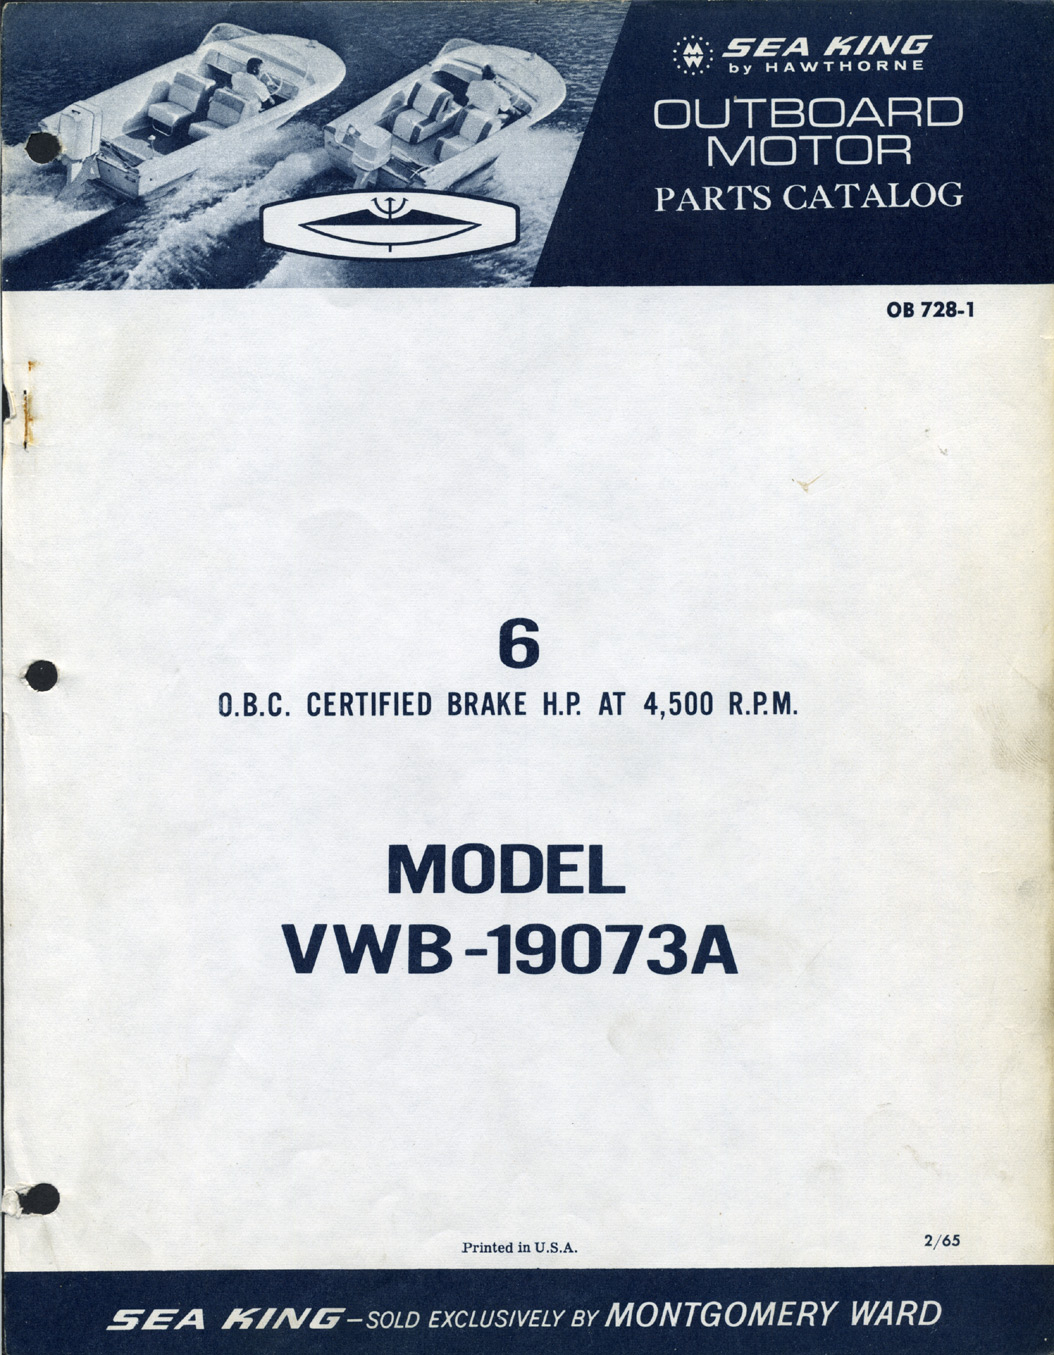 SEA KING
by HAWTHORNE
OUTBOARD
MOTOR
PARTS CATALOG
OB 728-1
6
O.B.C. CERTIFIED BRAKE H.P. AT 4,500 R.P.M.
MODEL
VWB-19073A
Printed in U.S.A.
2/65
SEA KING – SOLD EXCLUSIVELY BY MONTGOMERY WARD